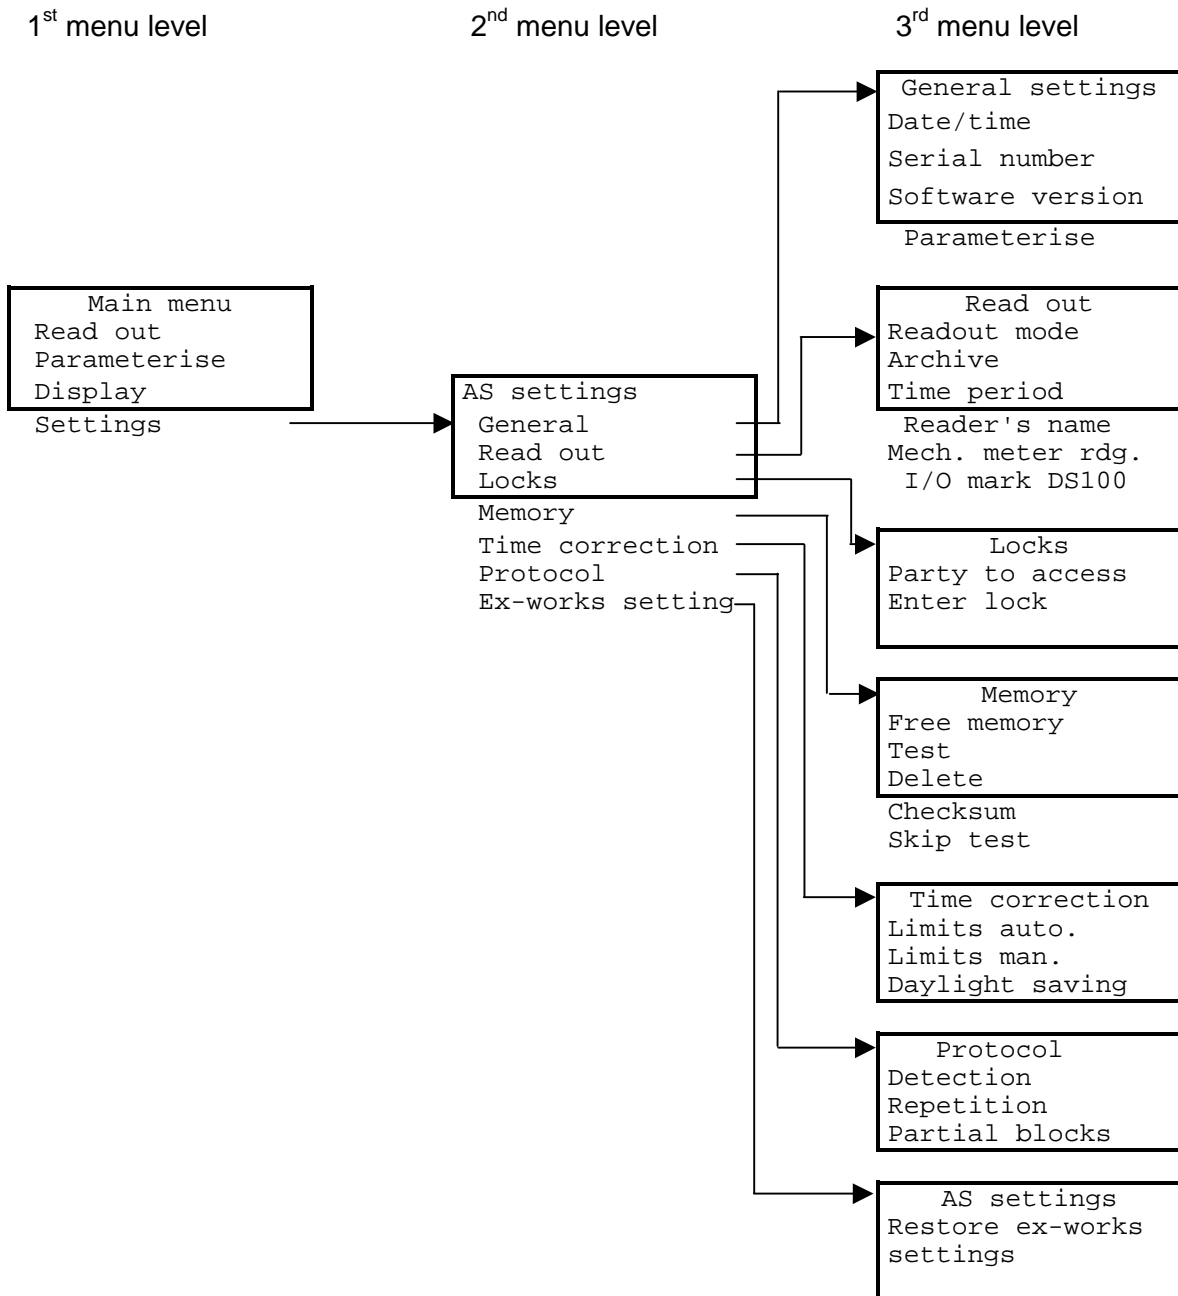 1st menu level
2nd menu level
3rd menu level
Main menu
Read out
Parameterise
Display
Settings
AS settings
General
Read out
Locks
Memory
Time correction
Protocol
Ex-works setting
General settings
Date/time
Serial number
Software version
Parameterise
Read out
Readout mode
Archive
Time period
Reader's name
Mech. meter rdg.
I/O mark DS100
Locks
Party to access
Enter lock
Memory
Free memory
Test
Delete
Checksum
Skip test
Time correction
Limits auto.
Limits man.
Daylight saving
Protocol
Detection
Repetition
Partial blocks
AS settings
Restore ex-works
settings